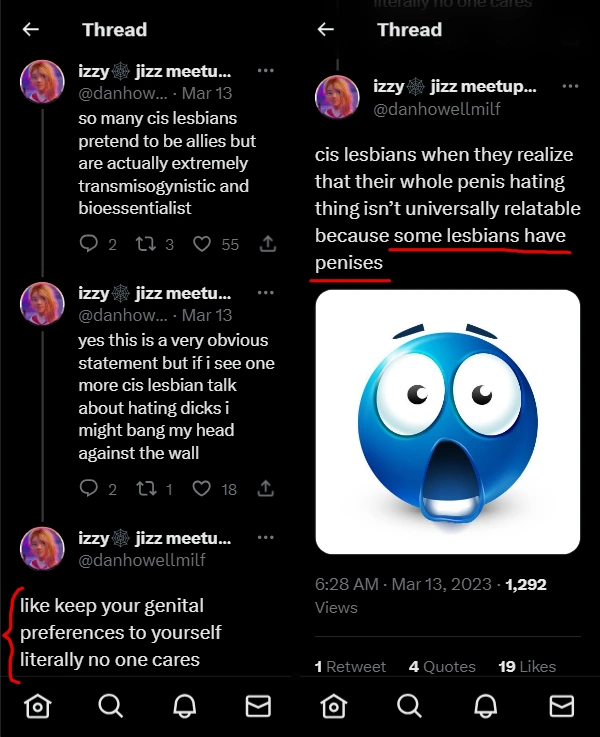 Thread
izzy🕸 jizz meetu...
@danhow... · Mar 13
so many cis lesbians
pretend to be allies but
are actually extremely
transmisogynistic and
bioessentialist
2 3 55
izzy🕸 jizz meetu...
@danhow... · Mar 13
yes this is a very obvious
statement but if i see one
more cis lesbian talk
about hating dicks i
might bang my head
against the wall
2 1 18
izzy🕸 jizz meetu...
@danhowellmilf
like keep your genital
preferences to yourself
literally no one cares
literally no one cares
Thread
izzy🕸 jizz meetup...
@danhowellmilf
cis lesbians when they realize
that their whole penis hating
thing isn't universally relatable
because some lesbians have
penises
6:28 AM · Mar 13, 2023 · 1,292
Views
1 Retweet 4 Quotes 19 Likes